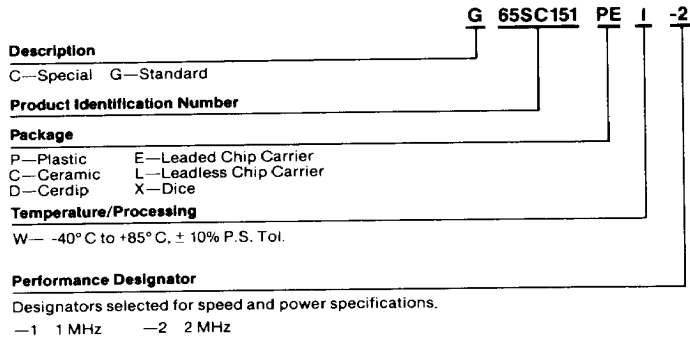 G 65SC151 PE I -2
Description
C—Special G—Standard
Product Identification Number
Package
P—Plastic E—Leaded Chip Carrier
C—Ceramic L—Leadless Chip Carrier
D—Cerdip X—Dice
Temperature/Processing
W— -40° C to +85° C, ± 10% P.S. Tol.
Performance Designator
Designators selected for speed and power specifications.
—1 1 MHz —2 2 MHz